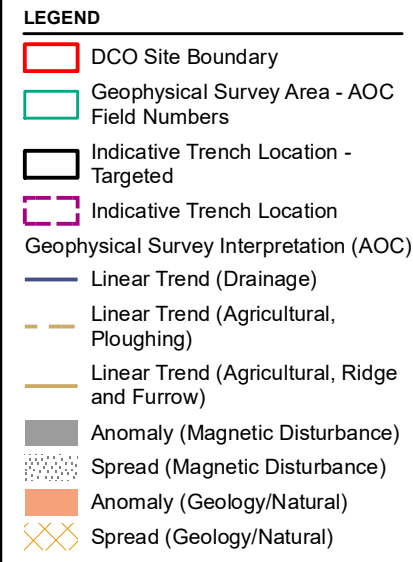 LEGEND
DCO Site Boundary
Geophysical Survey Area - AOC
Field Numbers
Indicative Trench Location -
Targeted
Indicative Trench Location
Geophysical Survey Interpretation (AOC)
Linear Trend (Drainage)
Linear Trend (Agricultural,
Ploughing)
Linear Trend (Agricultural, Ridge
and Furrow)
Anomaly (Magnetic Disturbance)
Spread (Magnetic Disturbance)
Anomaly (Geology/Natural)
Spread (Geology/Natural)